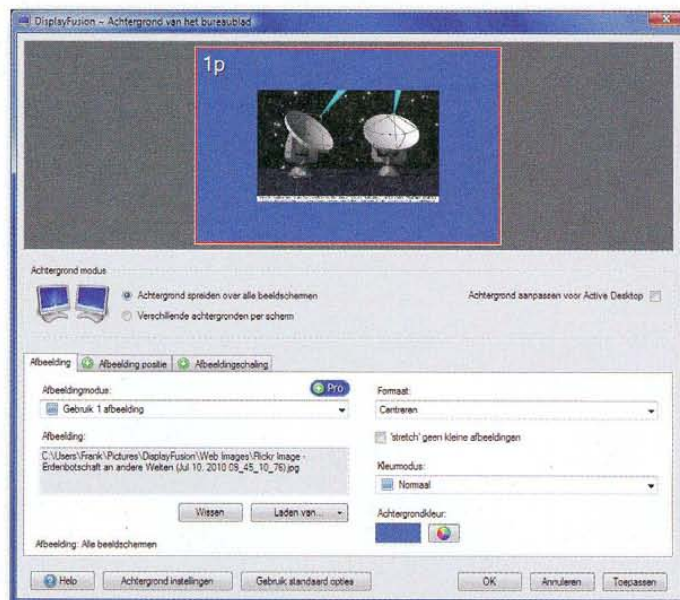 DisplayFusion – Achtergrond van het bureaublad
1p
Achtergrond modus
Achtergrond spreiden over alle beeldschermen
Verschillende achtergronden per scherm
Achtergrond aanpassen voor Active Desktop
Afbeelding
Afbeelding positie
Afbeeldingschaling
Afbeeldingmodus:
Pro
Gebruik 1 afbeelding
Afbeelding:
C:\Users\Frank\Pictures\DisplayFusion\Web Images\Flickr Image -
Erdenbotschaft an andere Welten (Jul 10, 2010 09_45_10_76).jpg
Wissen
Laden van...
Afbeelding: Alle beeldschermen
Formaat:
Centreren
'stretch' geen kleine afbeeldingen
Kleurmodus:
Normaal
Achtergrondkleur:
Help
Achtergrond instellingen
Gebruik standaard opties
OK
Annuleren
Toepassen